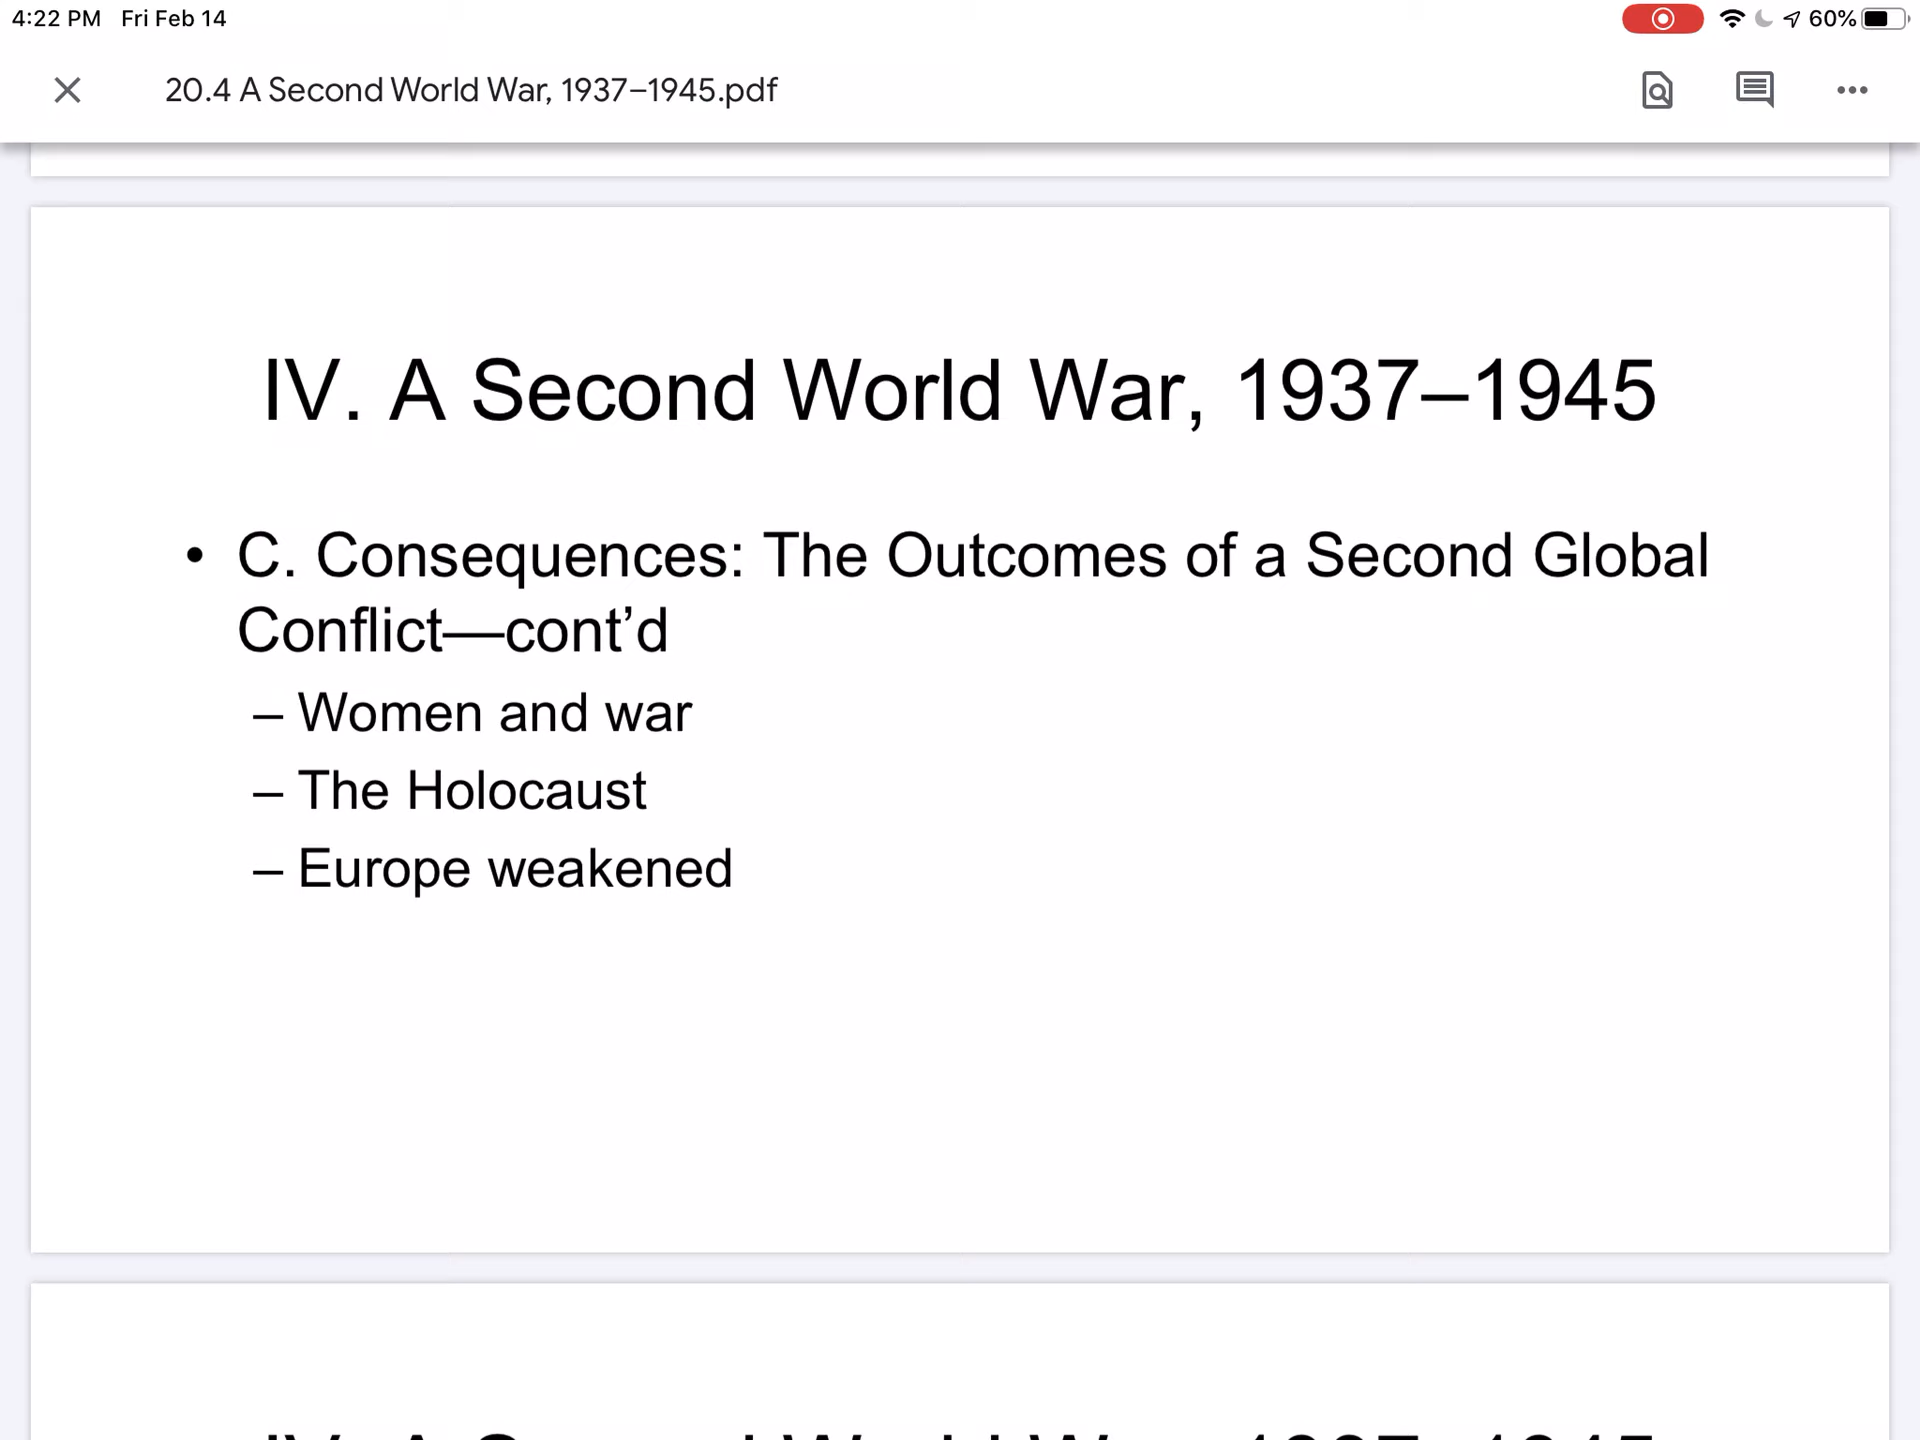 4:22 PM Fri Feb 14 60%
20.4 A Second World War, 1937–1945.pdf
IV. A Second World War, 1937–1945
• C. Consequences: The Outcomes of a Second Global
Conflict—cont’d
– Women and war
– The Holocaust
– Europe weakened